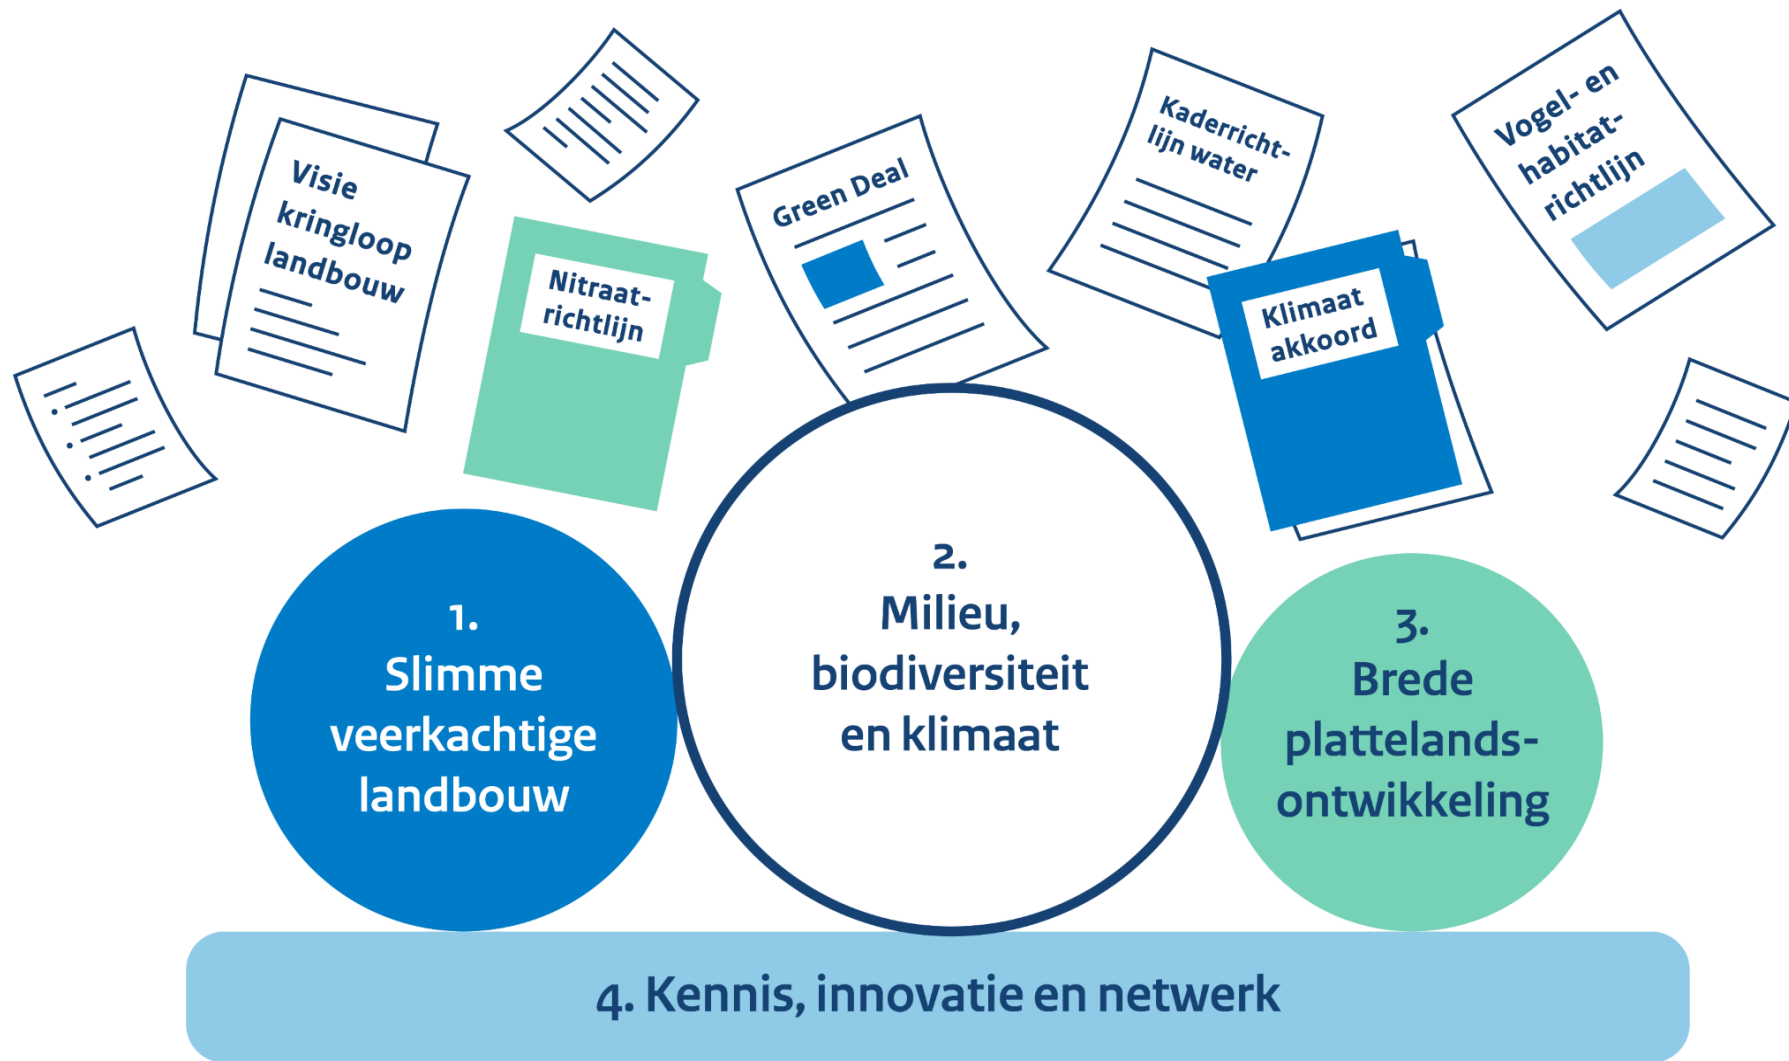 Visie
kringloop
landbouw
Nitraat-
richtlijn
Green Deal
Kaderricht-
lijn water
Klimaat
akkoord
Vogel- en
habitat-
richtlijn
1.
Slimme
veerkachtige
landbouw
2.
Milieu,
biodiversiteit
en klimaat
3.
Brede
plattelands-
ontwikkeling
4. Kennis, innovatie en netwerk